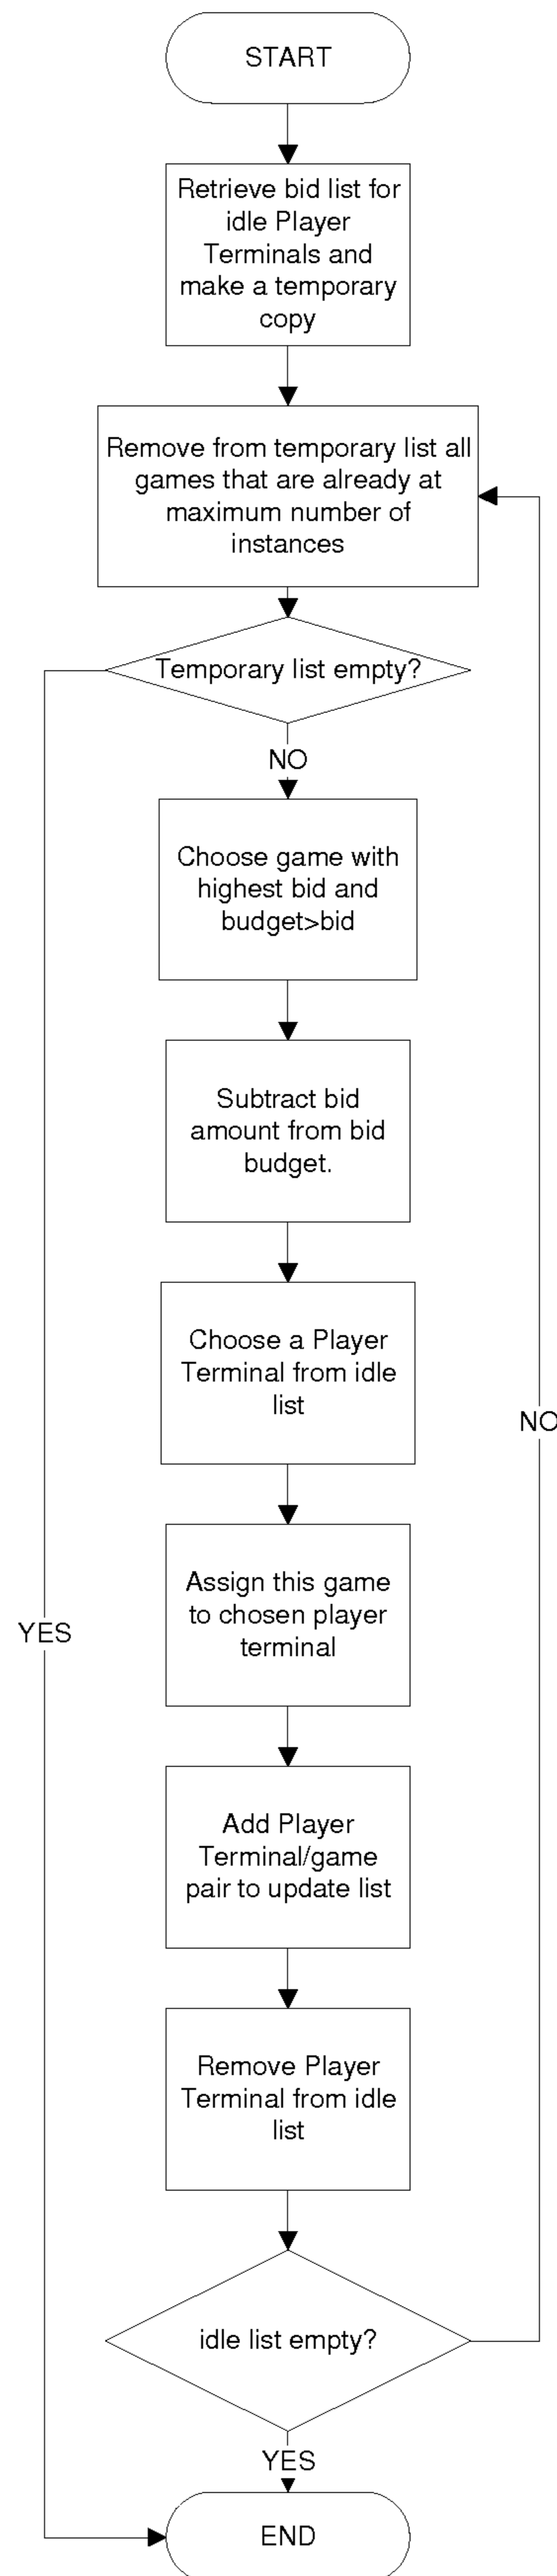 START
Retrieve bid list for
idle Player
Terminals and
make a temporary
copy
Remove from temporary list all
games that are already at
maximum number of
instances
Temporary list empty?
NO
Choose game with
highest bid and
budget>bid
Subtract bid
amount from bid
budget.
Choose a Player
Terminal from idle
list
NO
Assign this game
to chosen player
terminal
YES
Add Player
Terminal/game
pair to update list
Remove Player
Terminal from idle
list
idle list empty?
YES
END